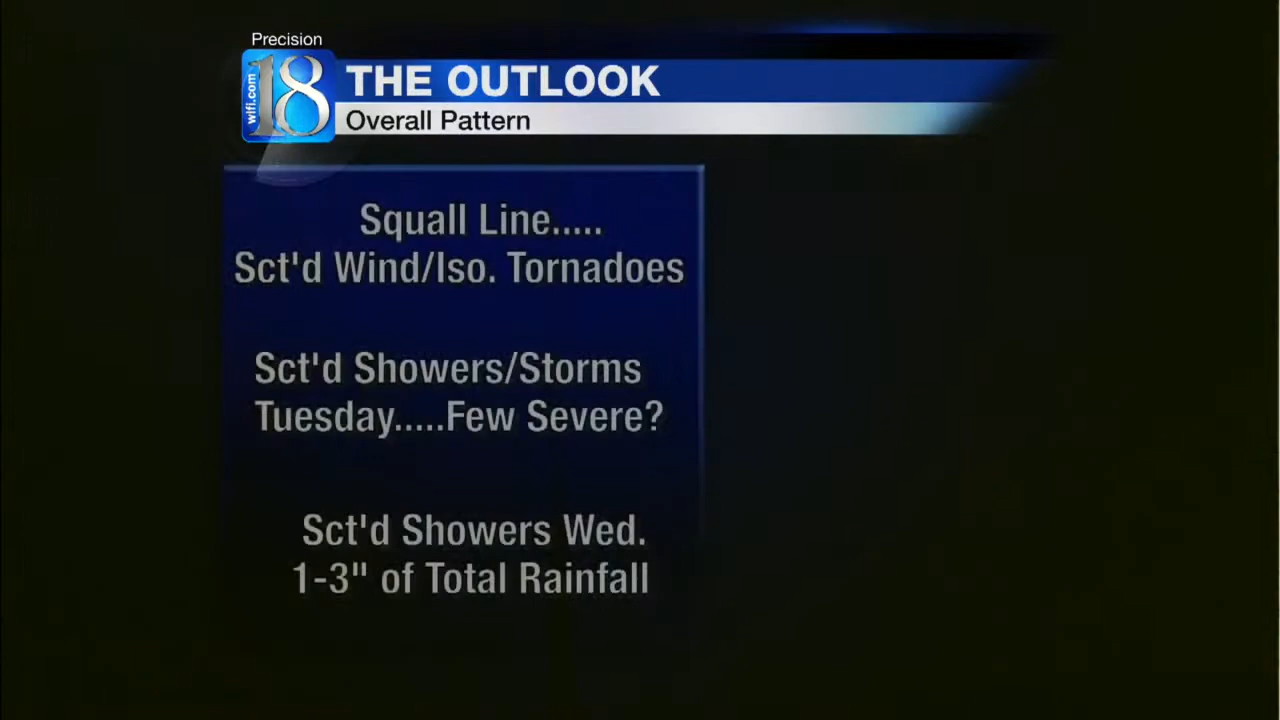 Precision
wlfi.com
18
THE OUTLOOK
Overall Pattern
Squall Line.....
Sct'd Wind/Iso. Tornadoes
Sct'd Showers/Storms
Tuesday.....Few Severe?
Sct'd Showers Wed.
1-3" of Total Rainfall